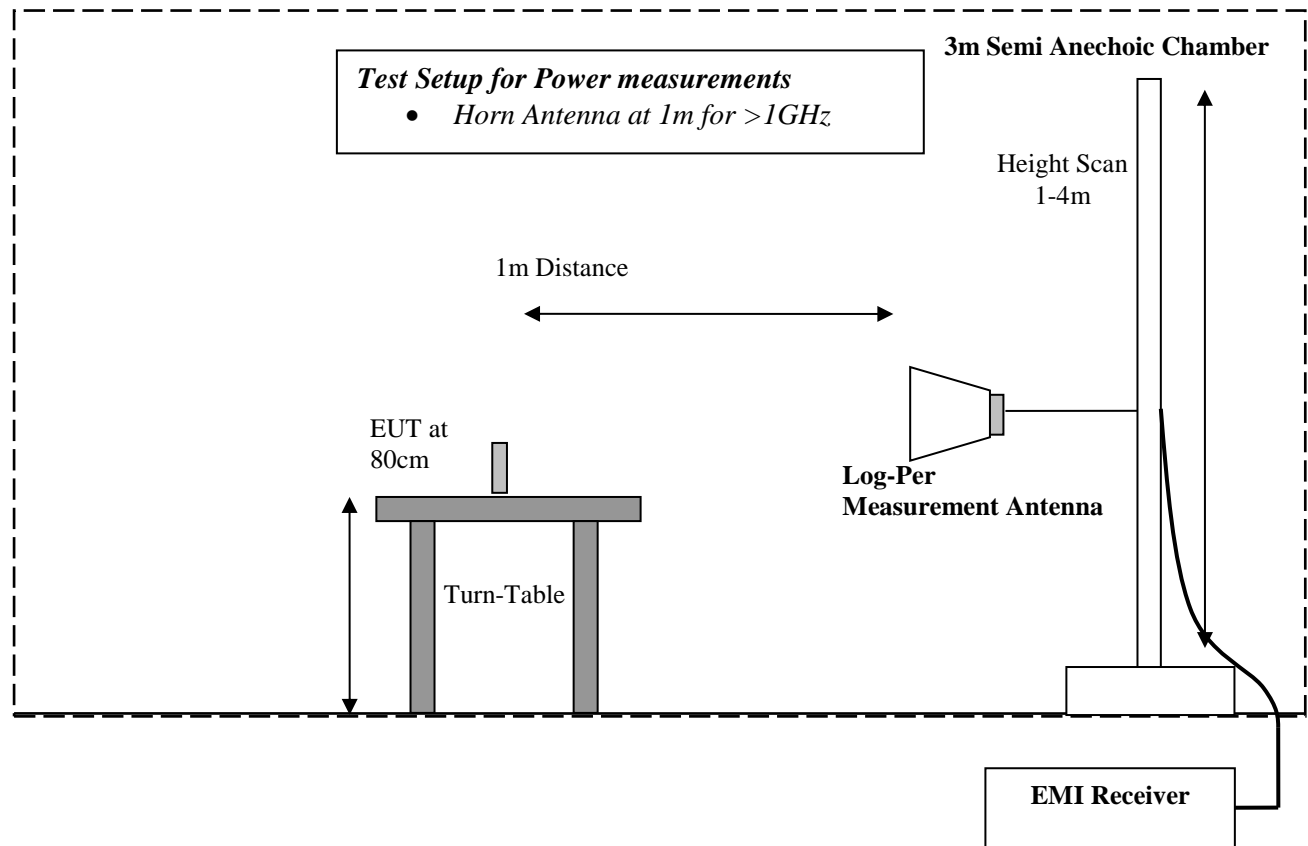 3m Semi Anechoic Chamber
Test Setup for Power measurements
• Horn Antenna at 1m for >1GHz
Height Scan
1-4m
1m Distance
EUT at
80cm
Log-Per
Measurement Antenna
Turn-Table
EMI Receiver